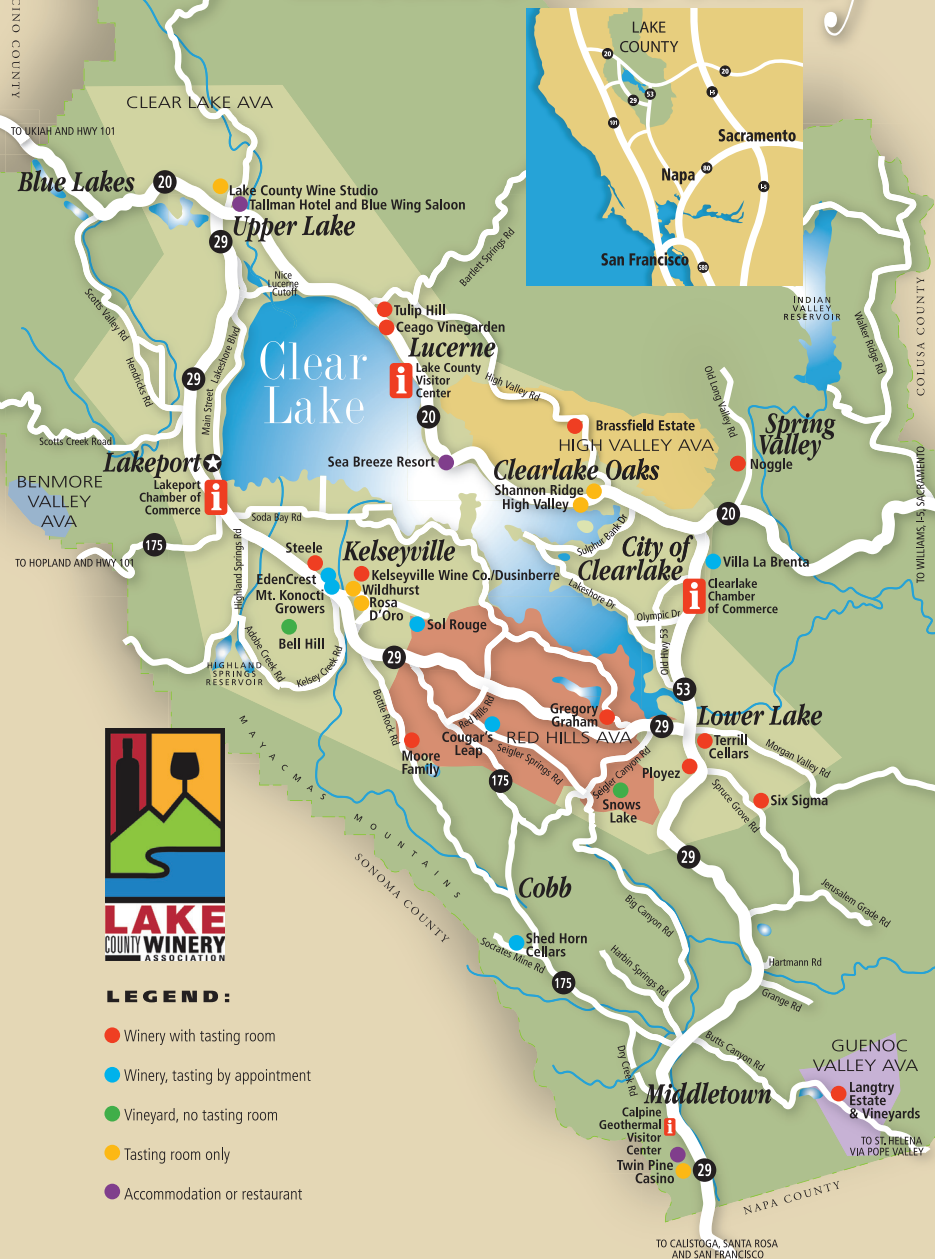 CINO COUNTY
CLEAR LAKE AVA
TO UKIAH AND HWY 101
Blue Lakes
20
Lake County Wine Studio
Tallman Hotel and Blue Wing Saloon
Upper Lake
29
Nice
Lucerne
Cutoff
Bartlett Springs Rd
Scotts Valley Rd
Hendricks Rd
Lakeshore Blvd
Main Street
29
Tulip Hill
Ceago Vinegarden
Lucerne
Clear
Lake
i
Lake County
Visitor
Center
20
High Valley Rd
LAKE
COUNTY
20
20
29
53
I-5
101
Sacramento
Napa
80
I-5
San Francisco
580
INDIAN
VALLEY
RESERVOIR
Walker Ridge Rd
COLUSA COUNTY
Old Long Valley Rd
Brassfield Estate
HIGH VALLEY AVA
Spring
Valley
Noggle
Scotts Creek Road
Lakeport
i
Lakeport
Chamber of
Commerce
BENMORE
VALLEY
AVA
175
TO HOPLAND AND HWY 101
Sea Breeze Resort
Clearlake Oaks
Shannon Ridge
High Valley
Sulphur Bank Dr
20
TO WILLIAMS, I-5, SACRAMENTO
Soda Bay Rd
Highland Springs Rd
Steele
Kelseyville
EdenCrest
Mt. Konocti
Growers
Kelseyville Wine Co./Dusinberre
Wildhurst
Rosa
D'Oro
Sol Rouge
Bell Hill
City of
Clearlake
Villa La Brenta
i
Clearlake
Chamber
of Commerce
Lakeshore Dr
Olympic Dr
Old Hwy 53
HIGHLAND
SPRINGS
RESERVOIR
Adobe Creek Rd
Kelsey Creek Rd
29
53
Bottle Rock Rd
Red Hills Rd
Gregory
Graham
29
Lower Lake
Cougar's
Leap
RED HILLS AVA
Moore
Family
Seigler Springs Rd
Seigler Canyon Rd
175
Terrill
Cellars
Morgan Valley Rd
Ployez
Snows
Lake
Spruce Grove Rd
Six Sigma
MAYACMAS MOUNTAINS
SONOMA COUNTY
29
Cobb
Big Canyon Rd
Jerusalem Grade Rd
LAKE
COUNTY WINERY
ASSOCIATION
Shed Horn
Cellars
Socrates Mine Rd
175
Harbin Springs Rd
Hartmann Rd
Grange Rd
Butts Canyon Rd
Dry Creek Rd
GUENOC
VALLEY AVA
Langtry
Estate
& Vineyards
TO ST. HELENA
VIA POPE VALLEY
Middletown
Calpine
Geothermal
Visitor
Center
i
Twin Pine
Casino
29
NAPA COUNTY
TO CALISTOGA, SANTA ROSA
AND SAN FRANCISCO
LEGEND:
Winery with tasting room
Winery, tasting by appointment
Vineyard, no tasting room
Tasting room only
Accommodation or restaurant